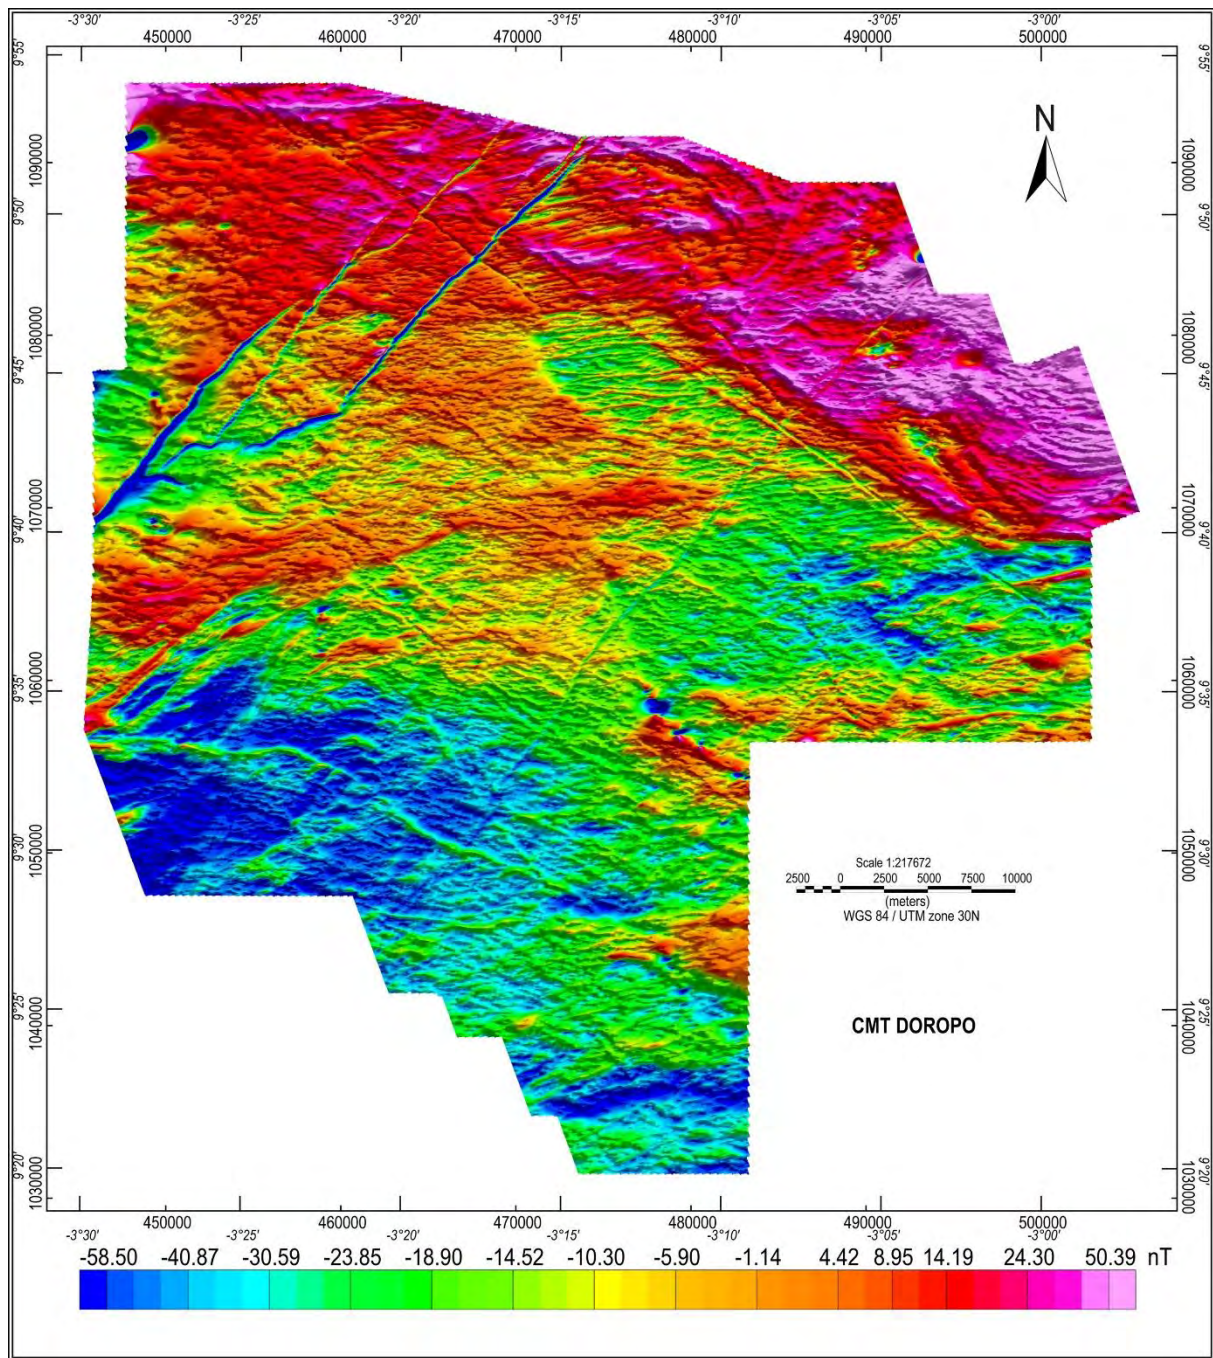 -3°30' -3°25' -3°20' -3°15' -3°10' -3°05' -3°00'
450000 460000 470000 480000 490000 500000
9°55' 9°55'
N
1090000 1090000
9°50' 9°50'
1080000 1080000
9°45' 9°45'
1070000 1070000
9°40' 9°40'
1060000 1060000
9°35' 9°35'
9°30' 9°30'
1050000 1050000
Scale 1:217672
2500 0 2500 5000 7500 10000
(meters)
WGS 84 / UTM zone 30N
9°25' 9°25'
1040000 1040000
CMT DOROPO
9°20' 9°20'
1030000 1030000
450000 460000 470000 480000 490000 500000
-3°30' -3°25' -3°20' -3°15' -3°10' -3°05' -3°00'
-58.50 -40.87 -30.59 -23.85 -18.90 -14.52 -10.30 -5.90 -1.14 4.42 8.95 14.19 24.30 50.39 nT